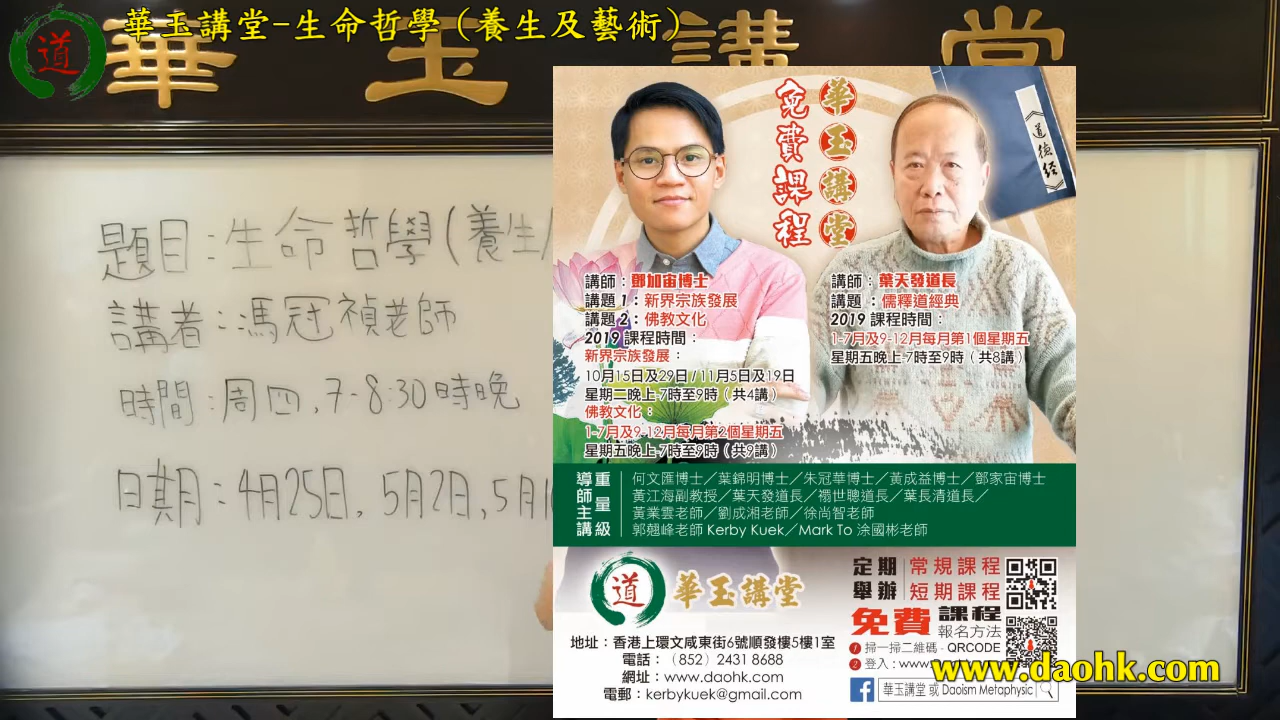 華玉講堂-生命哲學 (養生及藝術)
道
華玉講堂
題目：生命哲學(養生
講者：馮冠禎老師
時間：周四，7-8:30時晚
日期：4月25日，5月2日，5月1
免費課程
華玉講堂
道德经
講師：鄧加宙博士
講題 1：新界宗族發展
講題 2：佛教文化
2019 課程時間：
新界宗族發展：
10月15日及29日 / 11月5日及19日
星期二晚上 7時至9時（共4講）
佛教文化：
1-7月及9-12月每月第2個星期五
星期五晚上 7時至9時（共9講）
講師：葉天發道長
講題 ：儒釋道經典
2019 課程時間：
1-7月及9-12月每月第1個星期五
星期五晚上 7時至9時（共8講）
重量級
導師主講
何文匯博士／葉錦明博士／朱冠華博士／黃成益博士／鄧家宙博士
黃江海副教授／葉天發道長／禤世聰道長／葉長清道長／
黃業雲老師／劉成湘老師／徐尚智老師
郭翹峰老師 Kerby Kuek／Mark To 涂國彬老師
道 華玉講堂
地址：香港上環文咸東街6號順發樓5樓1室
電話：（852）2431 8688
網址：www.daohk.com
電郵：kerbykuek@gmail.com
定期舉辦
常規課程
短期課程
免費課程
報名方法
1 掃一掃二維碼 - QRCODE
2 登入：www
華玉講堂 或 Daoism Metaphysic
www.daohk.com